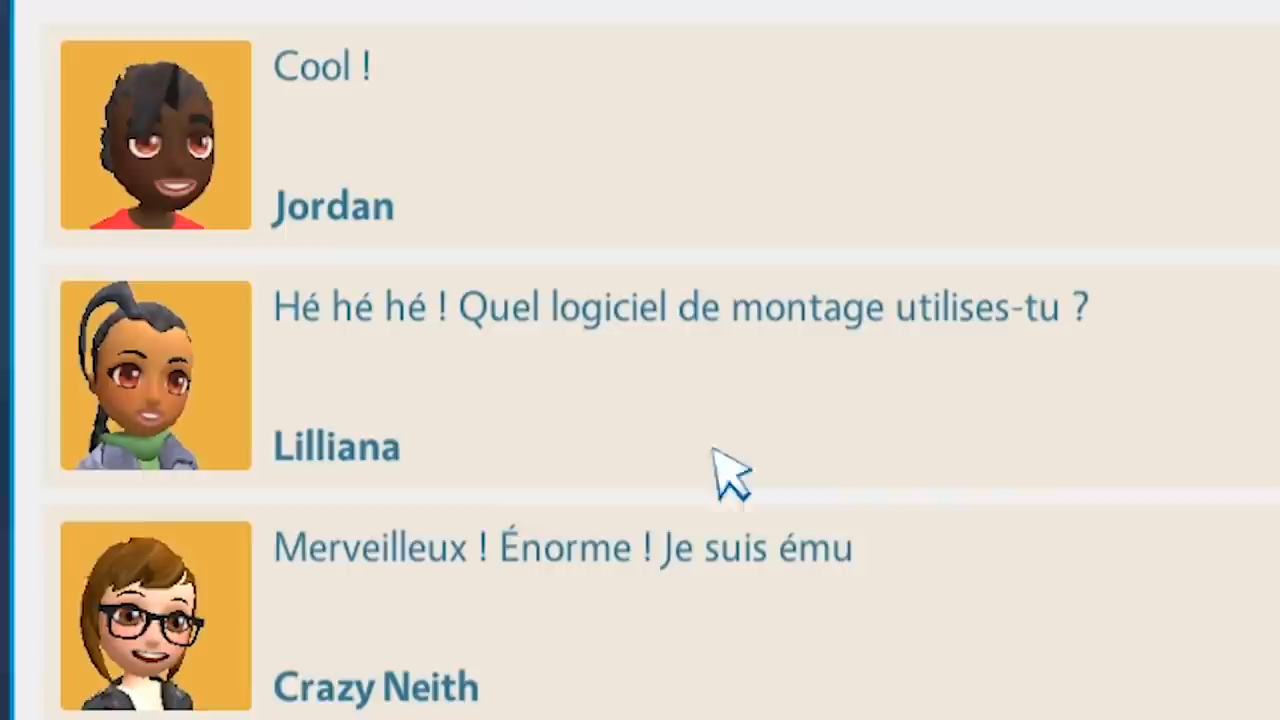 Cool !
Jordan
Hé hé hé ! Quel logiciel de montage utilises-tu ?
Lilliana
Merveilleux ! Énorme ! Je suis ému
Crazy Neith